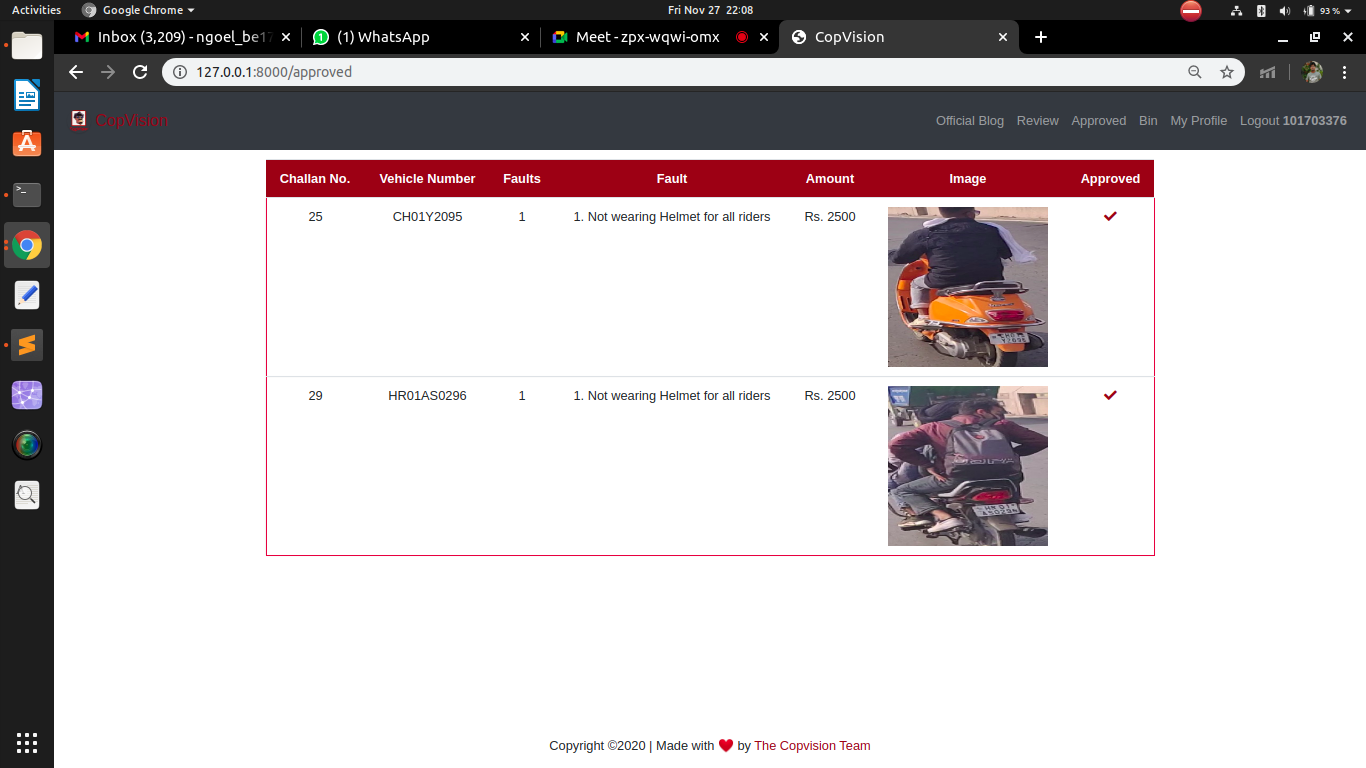 Activities Google Chrome Fri Nov 27 22:08 93 %
Inbox (3,209) - ngoel_be17 (1) WhatsApp Meet - zpx-wqwi-omx CopVision
127.0.0.1:8000/approved
CopVision Official Blog Review Approved Bin My Profile Logout 101703376
Challan No. Vehicle Number Faults Fault Amount Image Approved
25 CH01Y2095 1 1. Not wearing Helmet for all riders Rs. 2500
29 HR01AS0296 1 1. Not wearing Helmet for all riders Rs. 2500
Copyright ©2020 | Made with ❤ by The Copvision Team